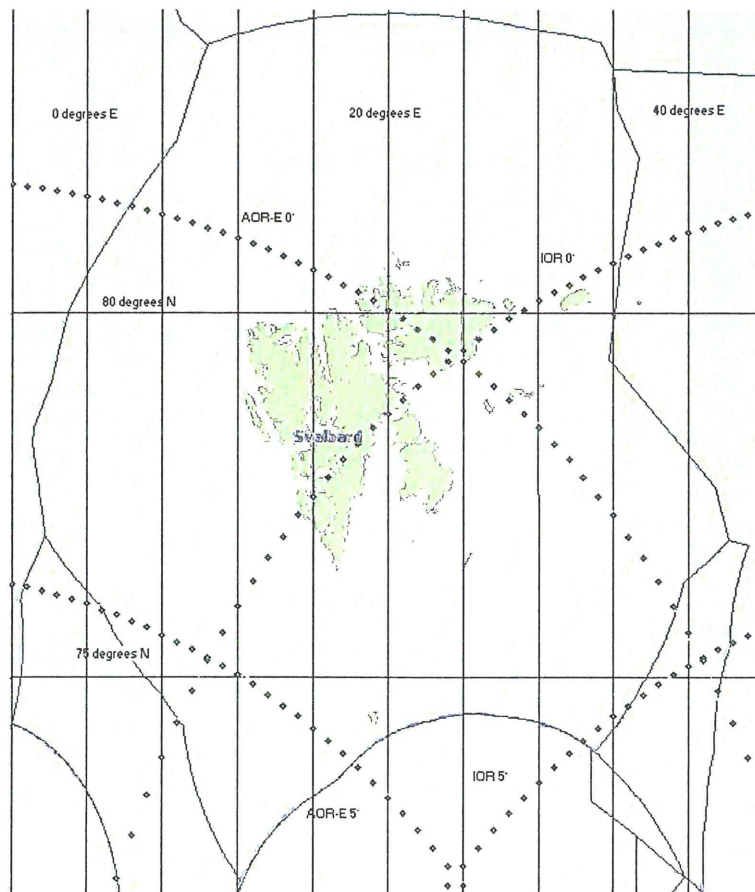 0 degrees E
20 degrees E
40 degrees E
AOR-E 0'
IOR 0'
80 degrees N
Svalbard
75 degrees N
IOR 5'
AOR-E 5'